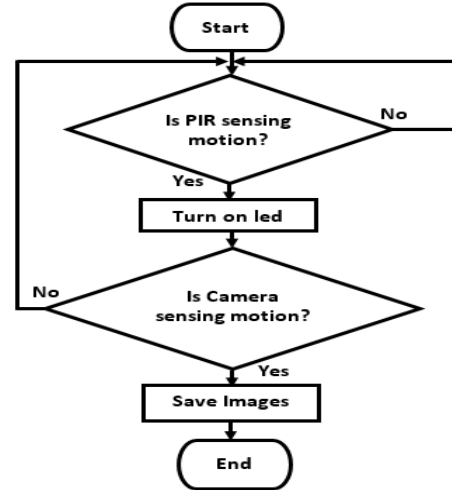 Start
Is PIR sensing
motion?
No
Yes
Turn on led
No
Is Camera
sensing motion?
Yes
Save Images
End